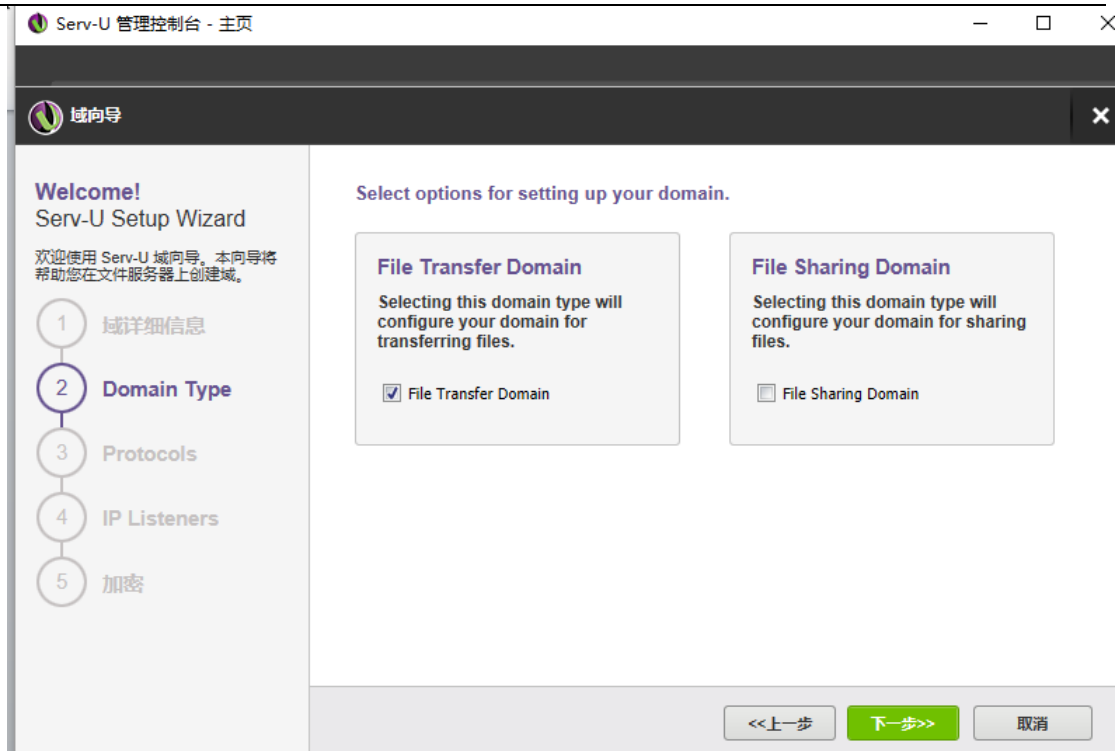 Serv-U 管理控制台 - 主页
域向导
Welcome!
Serv-U Setup Wizard
欢迎使用 Serv-U 域向导。本向导将
帮助您在文件服务器上创建域。
1 域详细信息
2 Domain Type
3 Protocols
4 IP Listeners
5 加密
Select options for setting up your domain.
File Transfer Domain
Selecting this domain type will
configure your domain for
transferring files.
File Transfer Domain
File Sharing Domain
Selecting this domain type will
configure your domain for sharing
files.
File Sharing Domain
<<上一步
下一步>>
取消